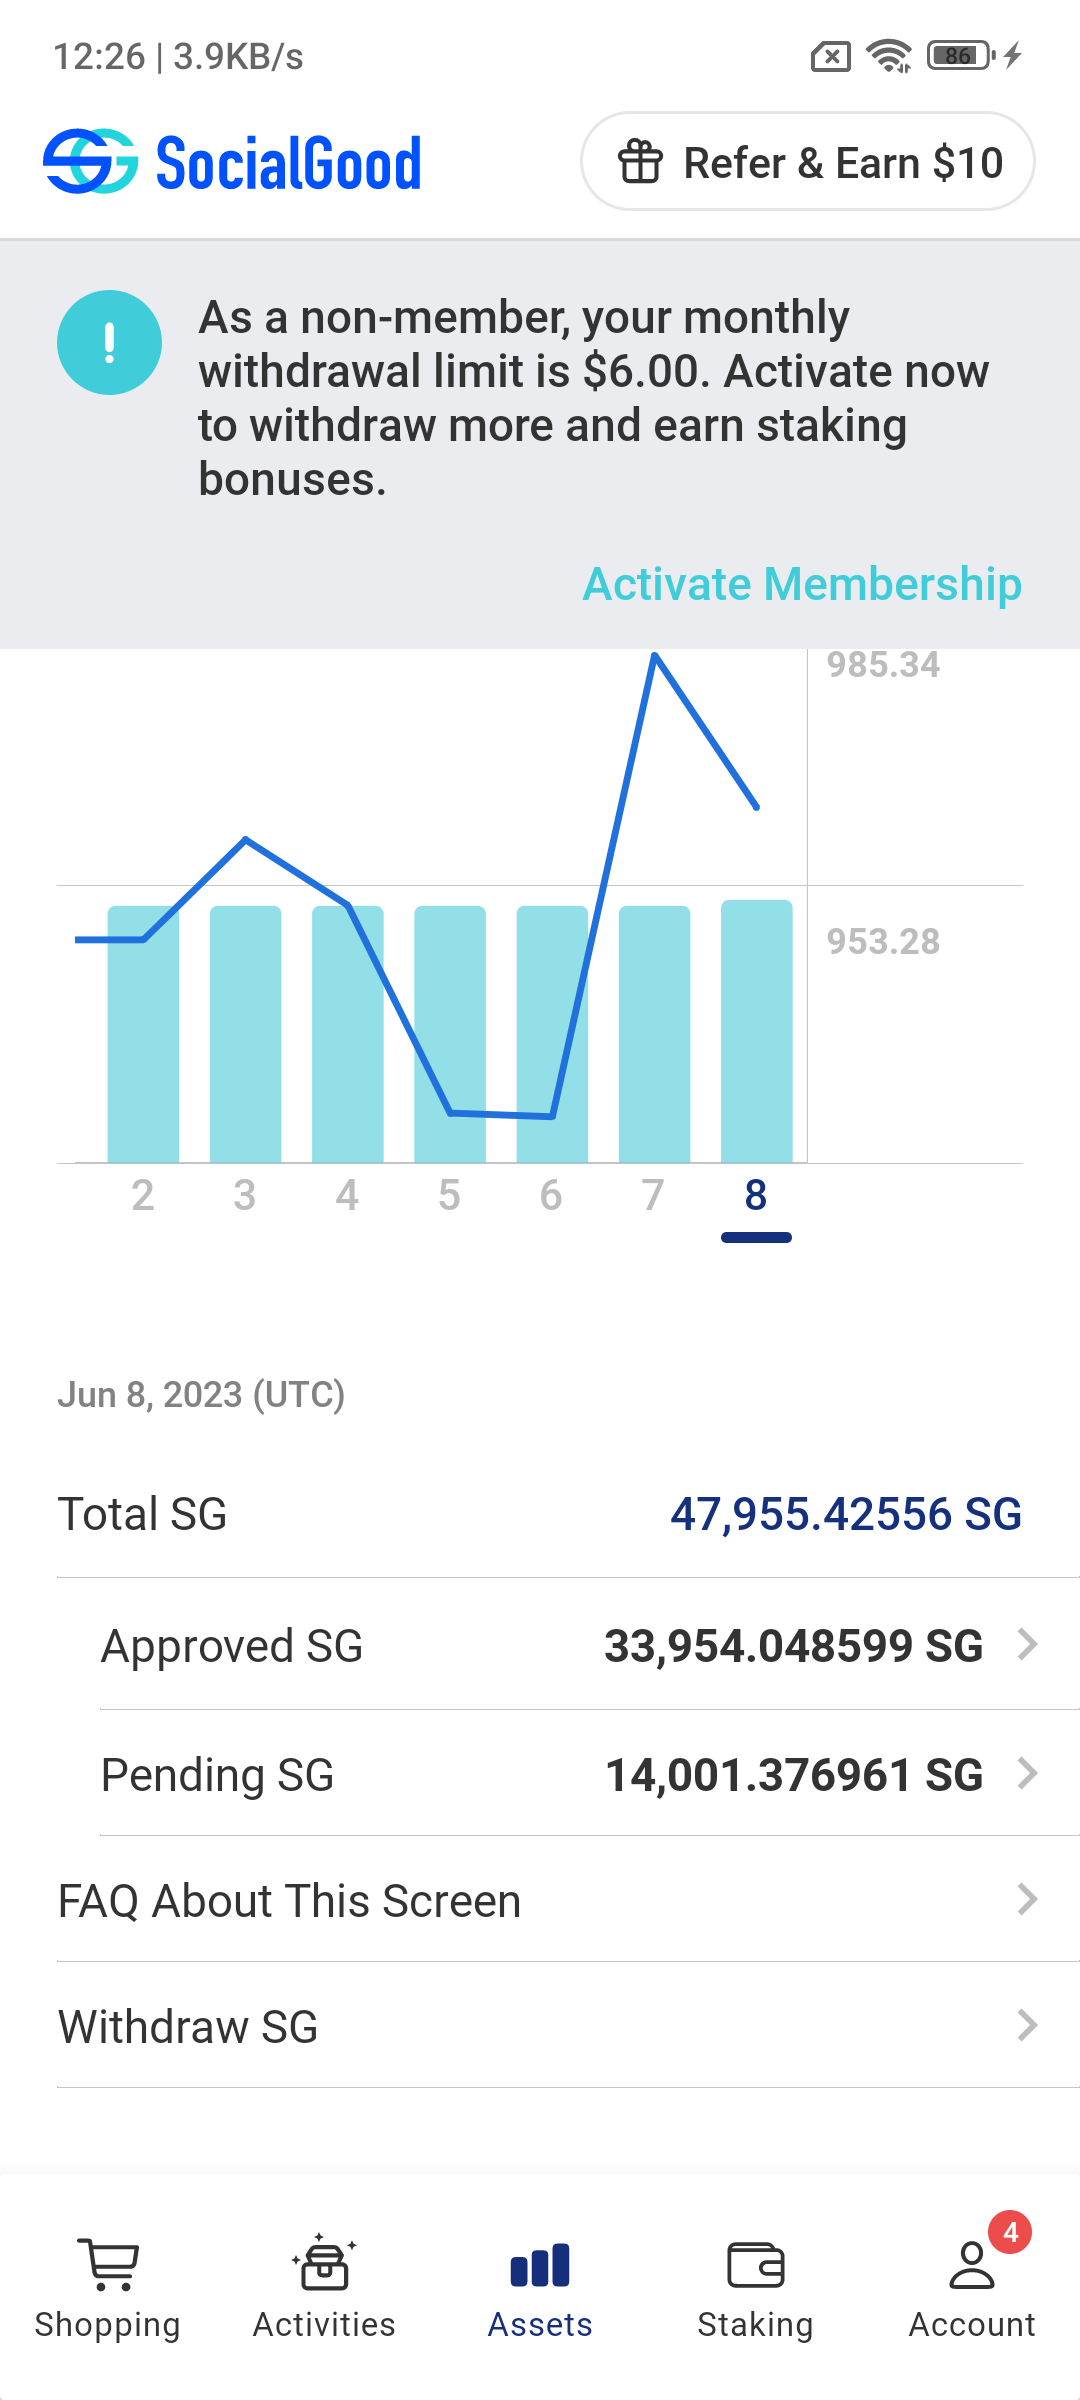 12:26 | 3.9KB/s
86
SocialGood
Refer & Earn $10
As a non-member, your monthly
withdrawal limit is $6.00. Activate now
to withdraw more and earn staking
bonuses.
Activate Membership
985.34
953.28
2 3 4 5 6 7 8
Jun 8, 2023 (UTC)
Total SG 47,955.42556 SG
Approved SG 33,954.048599 SG
Pending SG 14,001.376961 SG
FAQ About This Screen
Withdraw SG
4
Shopping Activities Assets Staking Account